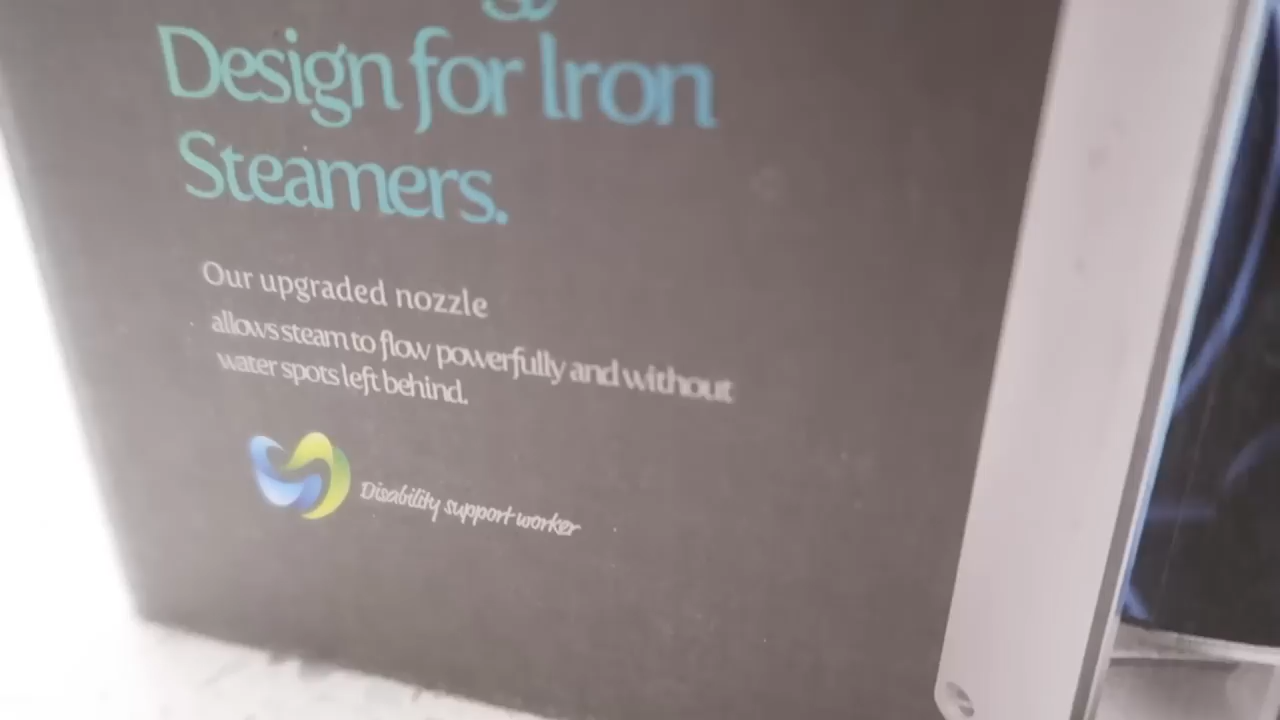 Design for Iron
Steamers.
Our upgraded nozzle
allows steam to flow powerfully and without
water spots left behind.
Disability support worker